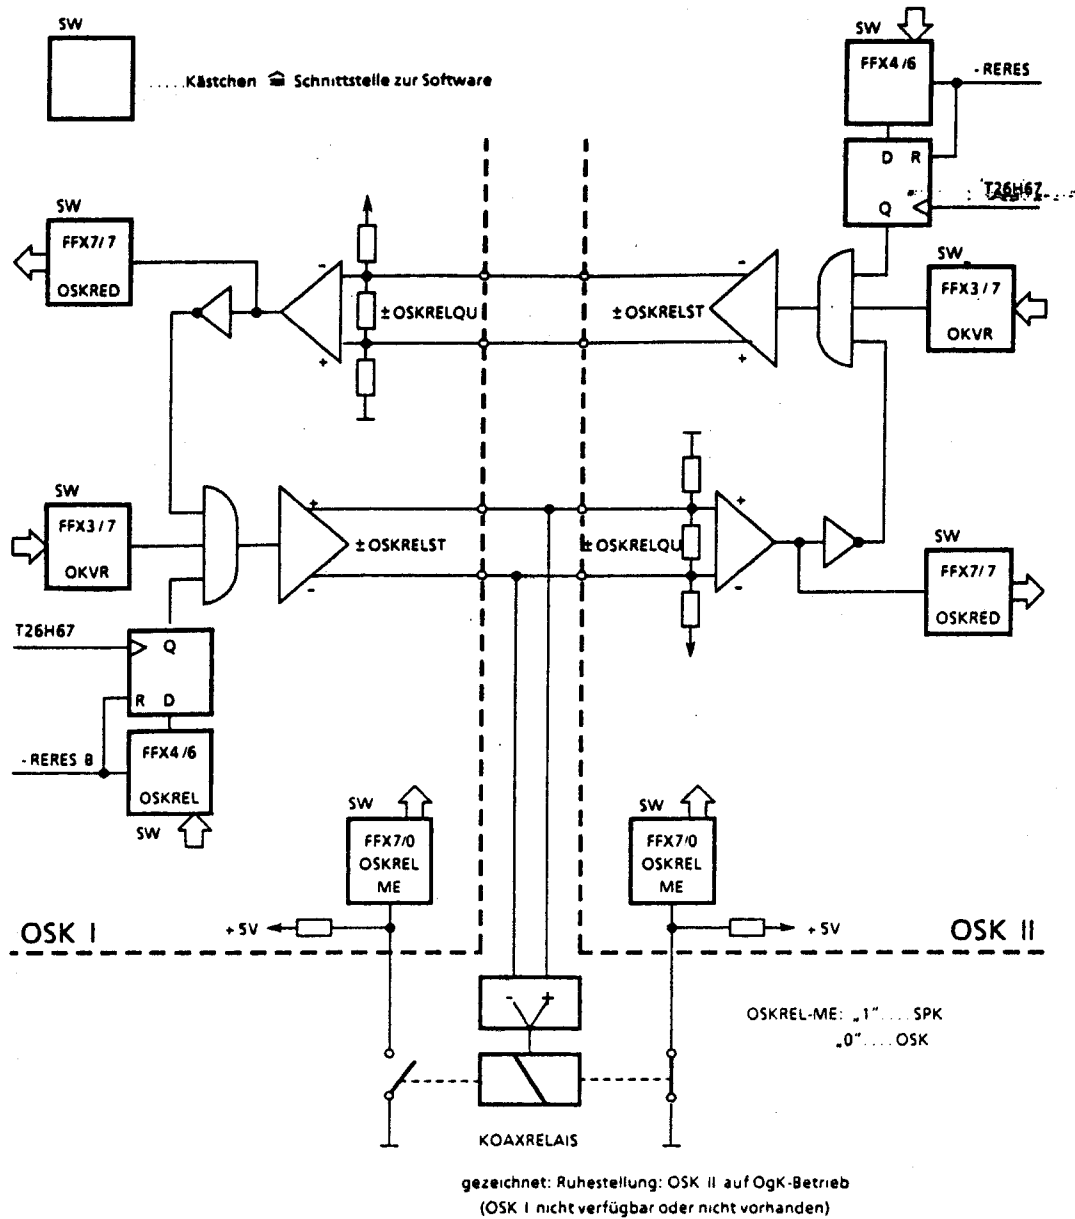 SW
.....Kästchen ≙ Schnittstelle zur Software
SW
FFX4/6
-RERES
D R
Q
T26H67
SW
FFX7/7
OSKRED
-
+
±OSKRELQU
±OSKRELST
-
+
SW
FFX3/7
OKVR
SW
FFX3/7
OKVR
+
-
±OSKRELST
±OSKRELQU
+
-
SW
FFX7/7
OSKRED
T26H67
Q
R D
-RERES B
FFX4/6
OSKREL
SW
SW
FFX7/0
OSKREL
ME
SW
FFX7/0
OSKREL
ME
OSK I
+5V
+5V
OSK II
- +
OSKREL-ME: „1"....SPK
„0"....OSK
KOAXRELAIS
gezeichnet: Ruhestellung: OSK II auf OgK-Betrieb
(OSK I nicht verfügbar oder nicht vorhanden)